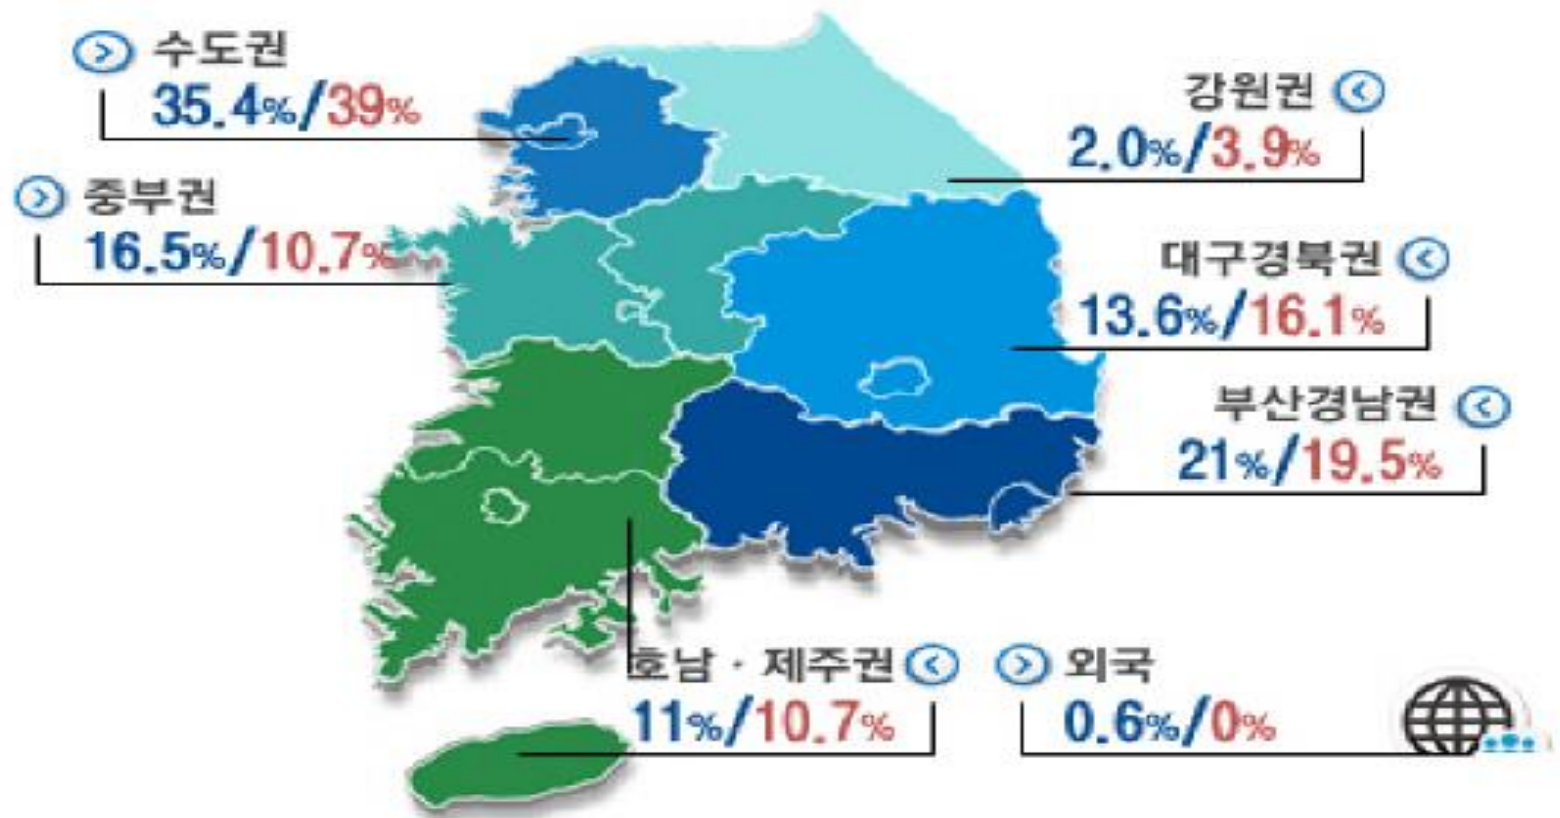 수도권
35.4%/39%
강원권
2.0%/3.9%
중부권
16.5%/10.7%
대구경북권
13.6%/16.1%
부산경남권
21%/19.5%
호남·제주권
11%/10.7%
외국
0.6%/0%